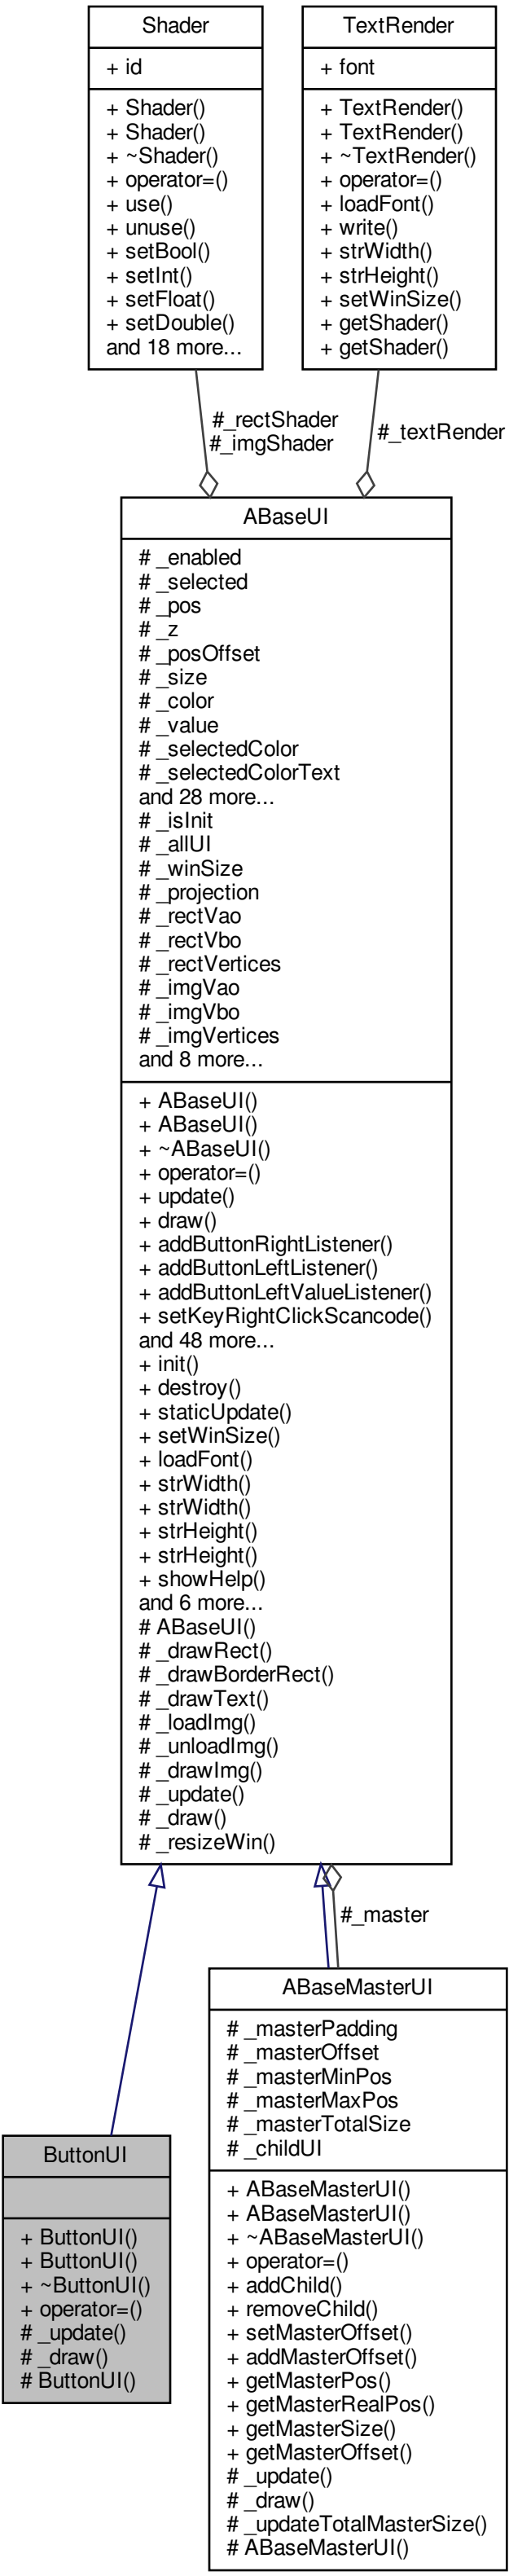 Shader
+ id
+ Shader()
+ Shader()
+ ~Shader()
+ operator=()
+ use()
+ unuse()
+ setBool()
+ setInt()
+ setFloat()
+ setDouble()
and 18 more...
TextRender
+ font
+ TextRender()
+ TextRender()
+ ~TextRender()
+ operator=()
+ loadFont()
+ write()
+ strWidth()
+ strHeight()
+ setWinSize()
+ getShader()
+ getShader()
#_rectShader
#_imgShader
#_textRender
ABaseUI
# _enabled
# _selected
# _pos
# _z
# _posOffset
# _size
# _color
# _value
# _selectedColor
# _selectedColorText
and 28 more...
# _isInit
# _allUI
# _winSize
# _projection
# _rectVao
# _rectVbo
# _rectVertices
# _imgVao
# _imgVbo
# _imgVertices
and 8 more...
+ ABaseUI()
+ ABaseUI()
+ ~ABaseUI()
+ operator=()
+ update()
+ draw()
+ addButtonRightListener()
+ addButtonLeftListener()
+ addButtonLeftValueListener()
+ setKeyRightClickScancode()
and 48 more...
+ init()
+ destroy()
+ staticUpdate()
+ setWinSize()
+ loadFont()
+ strWidth()
+ strWidth()
+ strHeight()
+ strHeight()
+ showHelp()
and 6 more...
# ABaseUI()
# _drawRect()
# _drawBorderRect()
# _drawText()
# _loadImg()
# _unloadImg()
# _drawImg()
# _update()
# _draw()
# _resizeWin()
#_master
ABaseMasterUI
# _masterPadding
# _masterOffset
# _masterMinPos
# _masterMaxPos
# _masterTotalSize
# _childUI
+ ABaseMasterUI()
+ ABaseMasterUI()
+ ~ABaseMasterUI()
+ operator=()
+ addChild()
+ removeChild()
+ setMasterOffset()
+ addMasterOffset()
+ getMasterPos()
+ getMasterRealPos()
+ getMasterSize()
+ getMasterOffset()
# _update()
# _draw()
# _updateTotalMasterSize()
# ABaseMasterUI()
ButtonUI
+ ButtonUI()
+ ButtonUI()
+ ~ButtonUI()
+ operator=()
# _update()
# _draw()
# ButtonUI()